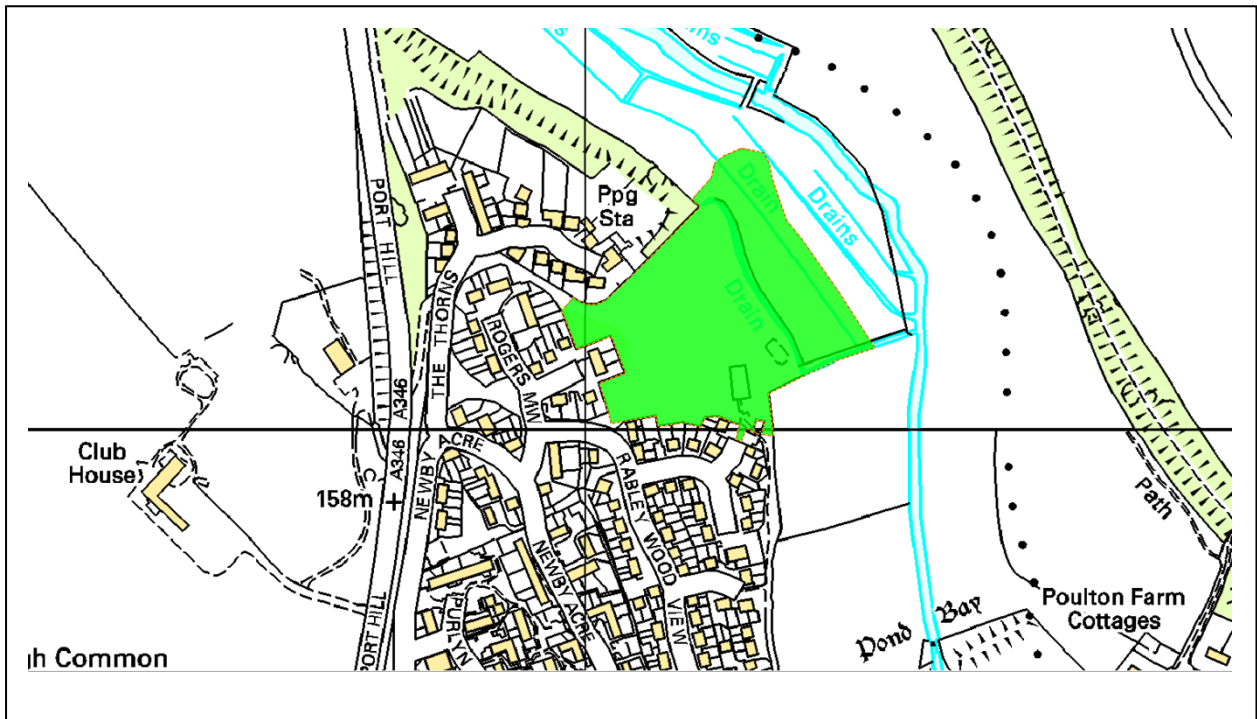 Drains
Ppg
Sta
Drain
Drains
Drain
PORT HILL
THE THORNS
ROGERS MW
A346
A346
Club
House
158m
NEWBY ACRE
NEWBY ACRE
RABLEY WOOD VIEW
PURLYN
PORT HILL
Path
Pond Bay
Poulton Farm
Cottages
h Common